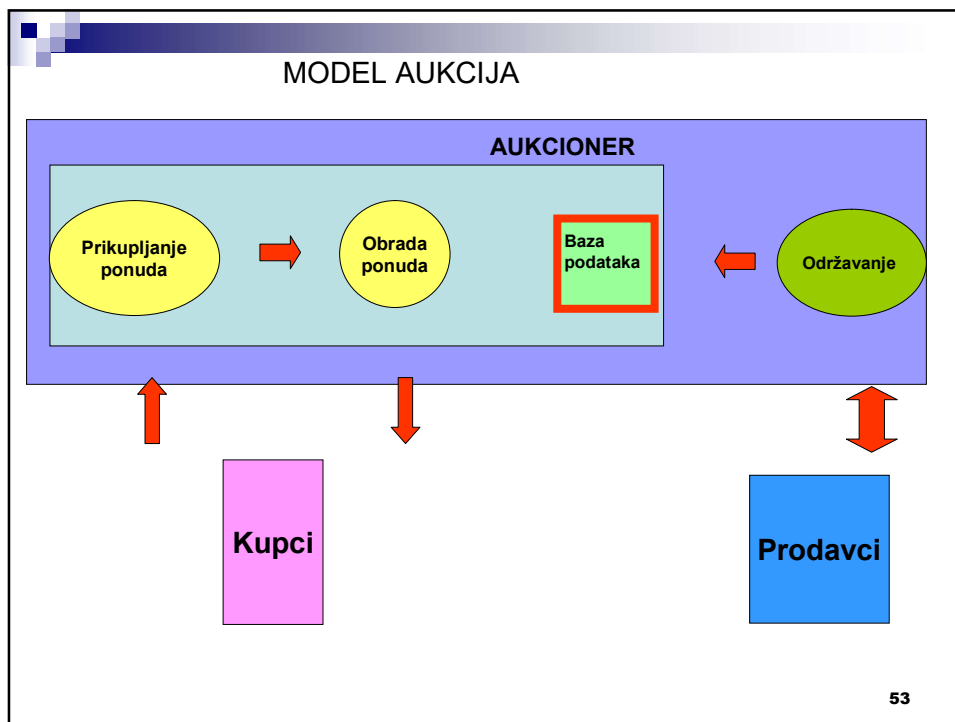 MODEL AUKCIJA
AUKCIONER
Prikupljanje
ponuda
Obrada
ponuda
Baza
podataka
Održavanje
Kupci
Prodavci
53